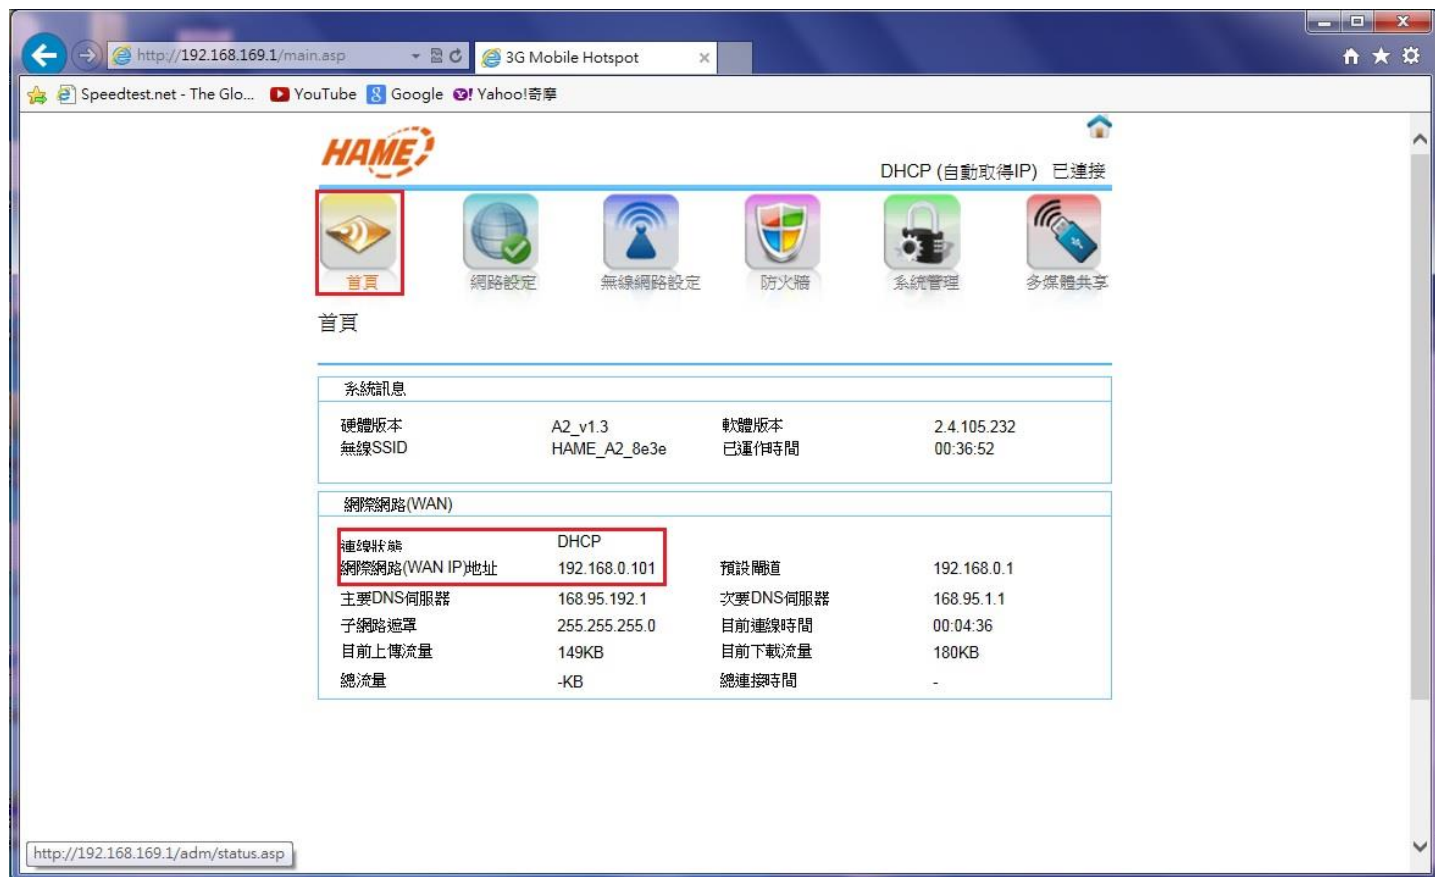 http://192.168.169.1/main.asp 3G Mobile Hotspot
Speedtest.net - The Glo... YouTube Google Yahoo!奇摩
HAME
DHCP (自動取得IP) 已連接
首頁 網路設定 無線網路設定 防火牆 系統管理 多媒體共享
首頁
系統訊息
硬體版本 A2_v1.3 軟體版本 2.4.105.232
無線SSID HAME_A2_8e3e 已運作時間 00:36:52
網際網路(WAN)
連線狀態 DHCP
網際網路(WAN IP)地址 192.168.0.101 預設閘道 192.168.0.1
主要DNS伺服器 168.95.192.1 次要DNS伺服器 168.95.1.1
子網路遮罩 255.255.255.0 目前連線時間 00:04:36
目前上傳流量 149KB 目前下載流量 180KB
總流量 -KB 總連接時間 -
http://192.168.169.1/adm/status.asp